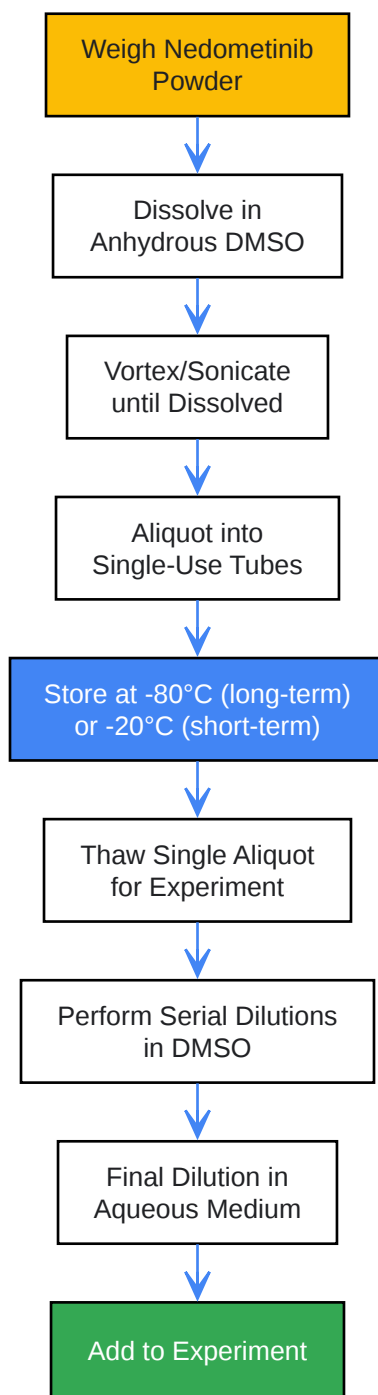 Weigh Nedometinib
Powder
Dissolve in
Anhydrous DMSO
Vortex/Sonicate
until Dissolved
Aliquot into
Single-Use Tubes
Store at -80°C (long-term)
or -20°C (short-term)
Thaw Single Aliquot
for Experiment
Perform Serial Dilutions
in DMSO
Final Dilution in
Aqueous Medium
Add to Experiment